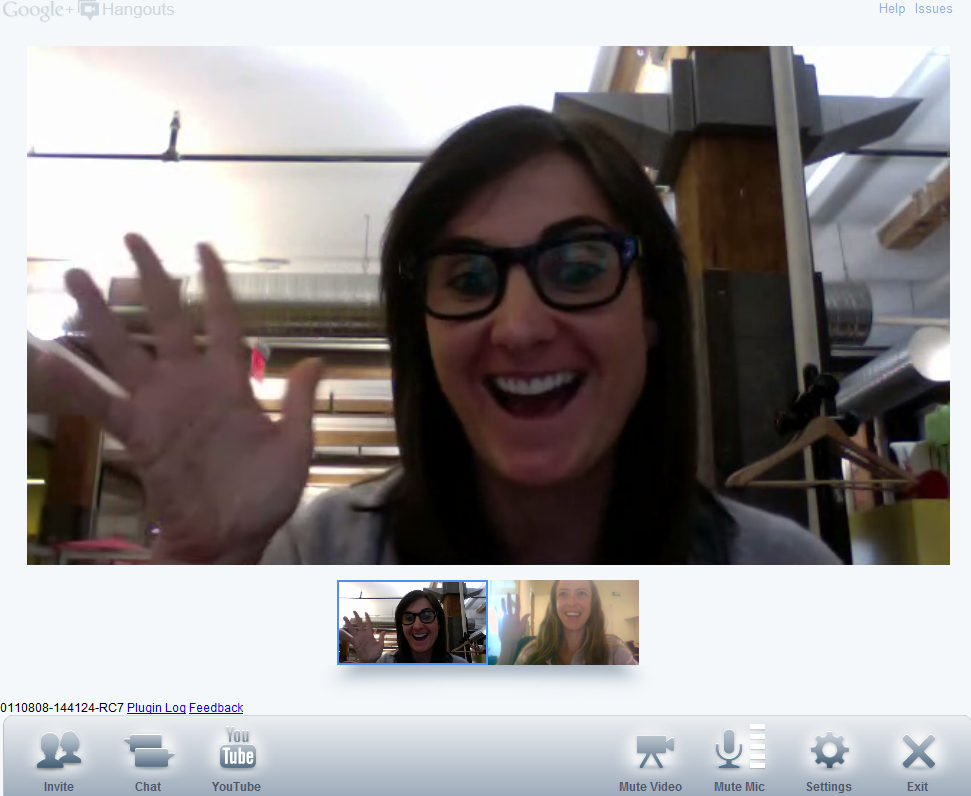 Google+ Hangouts
Help Issues
0110808-144124-RC7 Plugin Log Feedback
Invite
Chat
You
Tube
YouTube
Mute Video
Mute Mic
Settings
Exit